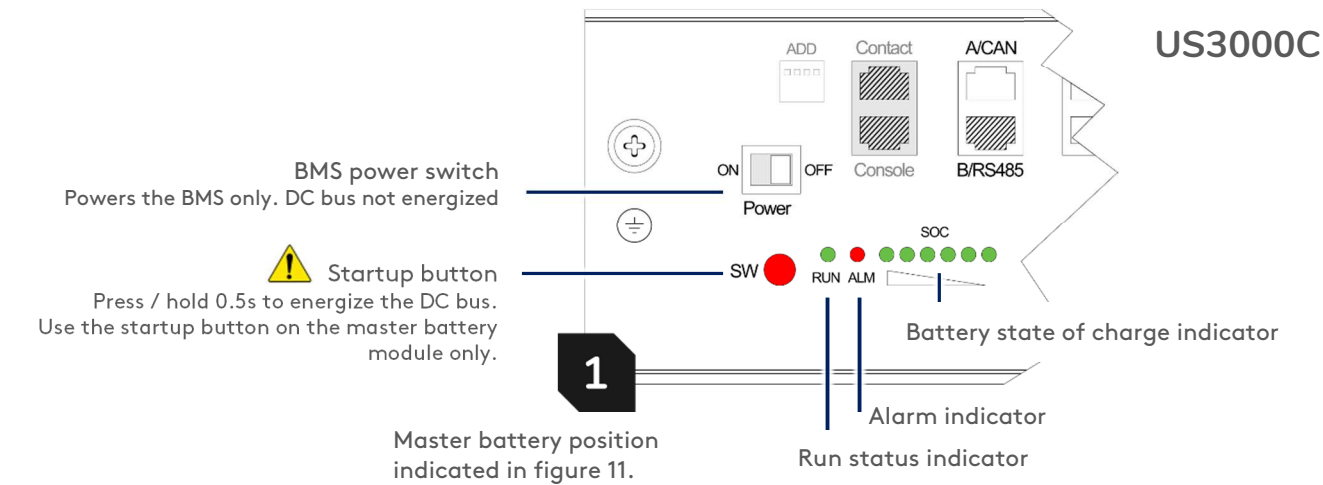 US3000C
ADD
Contact
A/CAN
BMS power switch
Powers the BMS only. DC bus not energized
ON
OFF
Console
B/RS485
Power
SOC
Startup button
Press / hold 0.5s to energize the DC bus.
Use the startup button on the master battery
module only.
SW
RUN
ALM
Battery state of charge indicator
1
Alarm indicator
Master battery position
indicated in figure 11.
Run status indicator